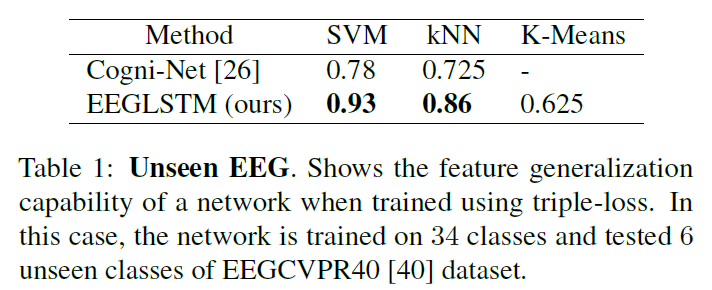 Method SVM kNN K-Means
Cogni-Net [26] 0.78 0.725 -
EEGLSTM (ours) 0.93 0.86 0.625
Table 1: Unseen EEG. Shows the feature generalization
capability of a network when trained using triple-loss. In
this case, the network is trained on 34 classes and tested 6
unseen classes of EEGCVPR40 [40] dataset.